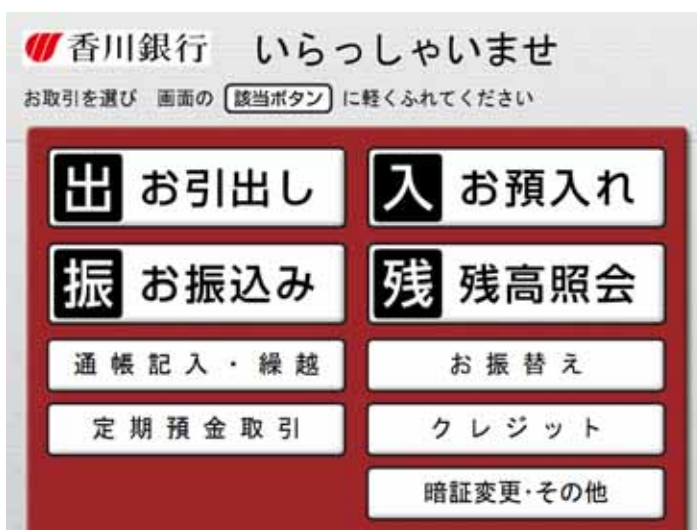 香川銀行 いらっしゃいませ
お取引を選び 画面の 該当ボタン に軽くふれてください
出 お引出し 入 お預入れ
振 お振込み 残 残高照会
通帳記入・繰越 お振替え
定期預金取引 クレジット
暗証変更・その他